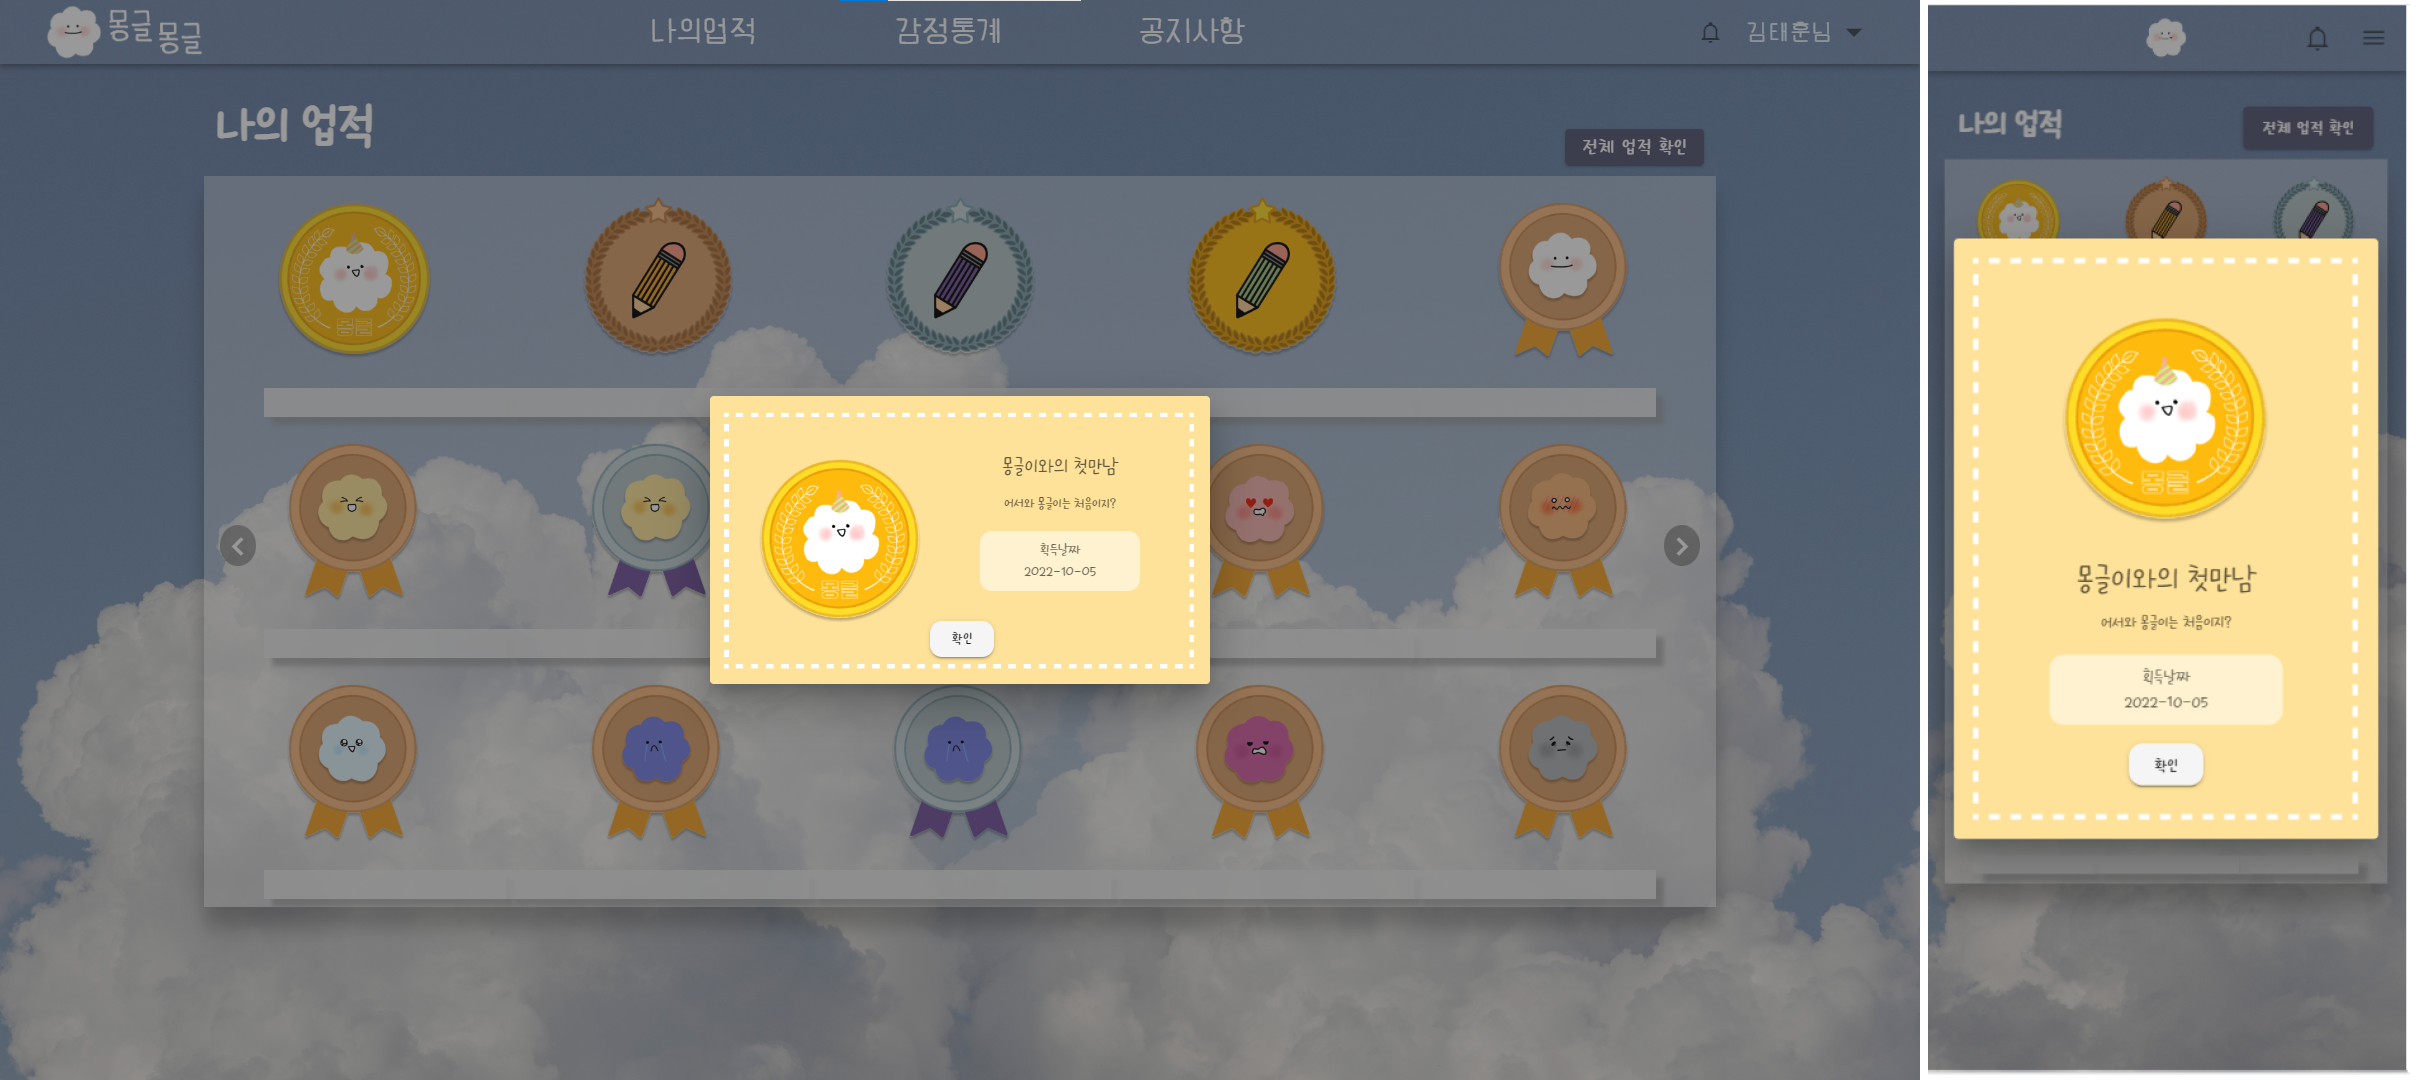 몽글
몽글
나의업적
감정통계
공지사항
김태훈님
나의 업적
전체 업적 확인
몽글
몽글이와의 첫만남
어서와 몽글이는 처음이지?
획득날짜
2022-10-05
몽글
확인
나의 업적
전체 업적 확인
몽글
몽글이와의 첫만남
어서와 몽글이는 처음이지?
획득날짜
2022-10-05
확인